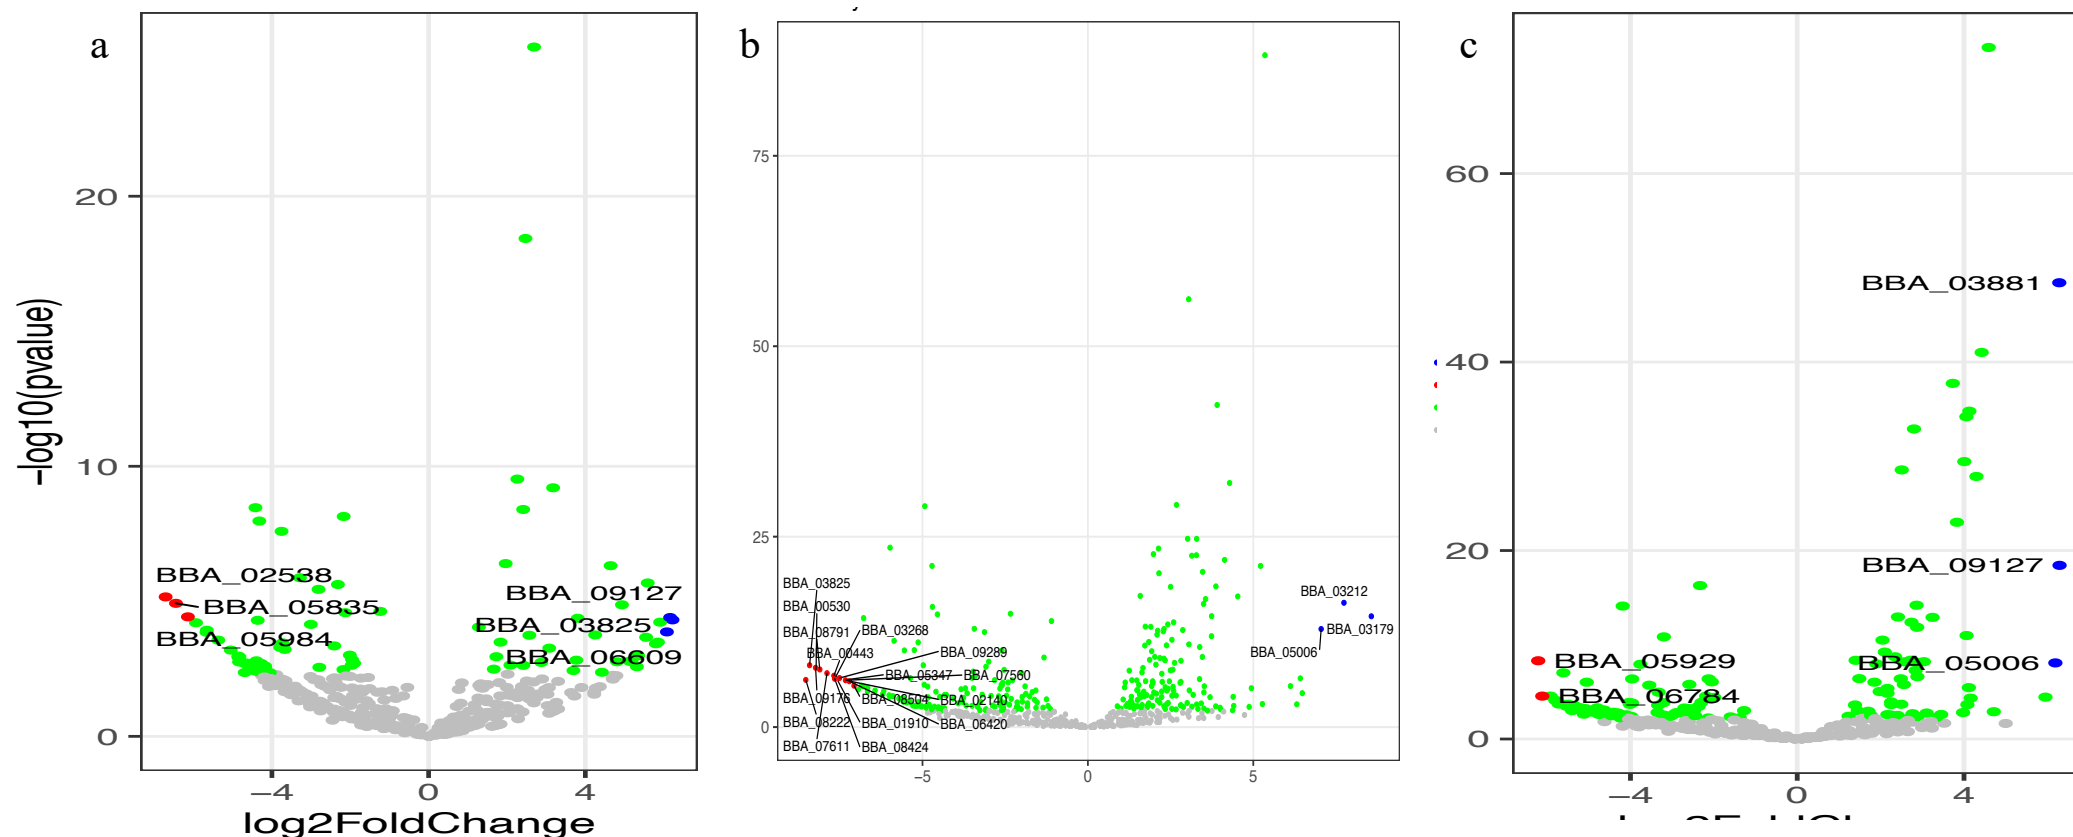 a
20
10
0
-4
0
4
-log10(pvalue)
log2FoldChange
BBA_02538
BBA_05835
BBA_05984
BBA_09127
BBA_03825
BBA_06609
b
75
50
25
0
-5
0
5
BBA_03825
BBA_00530
BBA_08791
BBA_03268
BBA_00443
BBA_09289
BBA_05347
BBA_07560
BBA_09176
BBA_08504
BBA_02140
BBA_08222
BBA_01910
BBA_06420
BBA_07611
BBA_08424
BBA_03212
BBA_03179
BBA_05006
c
60
40
20
0
-4
0
4
BBA_03881
BBA_09127
BBA_05929
BBA_05006
BBA_06784